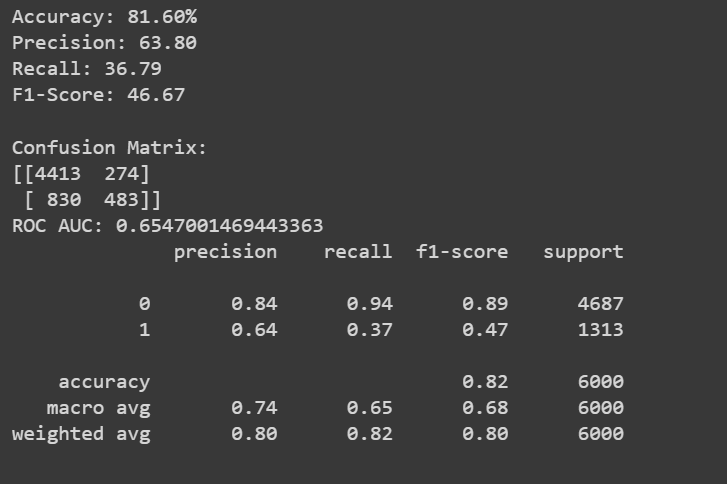 Accuracy: 81.60%
Precision: 63.80
Recall: 36.79
F1-Score: 46.67
Confusion Matrix:
[[4413  274]
 [ 830  483]]
ROC AUC: 0.6547001469443363
              precision    recall  f1-score   support
           0       0.84      0.94      0.89      4687
           1       0.64      0.37      0.47      1313
    accuracy                           0.82      6000
   macro avg       0.74      0.65      0.68      6000
weighted avg       0.80      0.82      0.80      6000